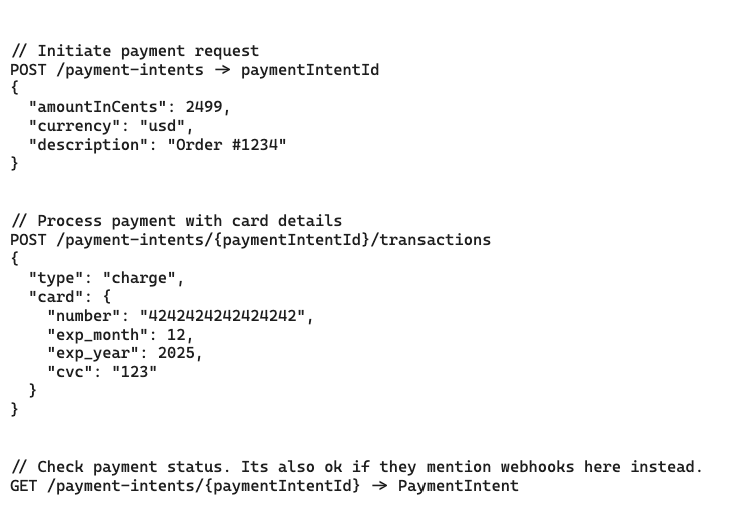 // Initiate payment request
POST /payment-intents → paymentIntentId
{
  "amountInCents": 2499,
  "currency": "usd",
  "description": "Order #1234"
}
// Process payment with card details
POST /payment-intents/{paymentIntentId}/transactions
{
  "type": "charge",
  "card": {
    "number": "4242424242424242",
    "exp_month": 12,
    "exp_year": 2025,
    "cvc": "123"
  }
}
// Check payment status. Its also ok if they mention webhooks here instead.
GET /payment-intents/{paymentIntentId} → PaymentIntent